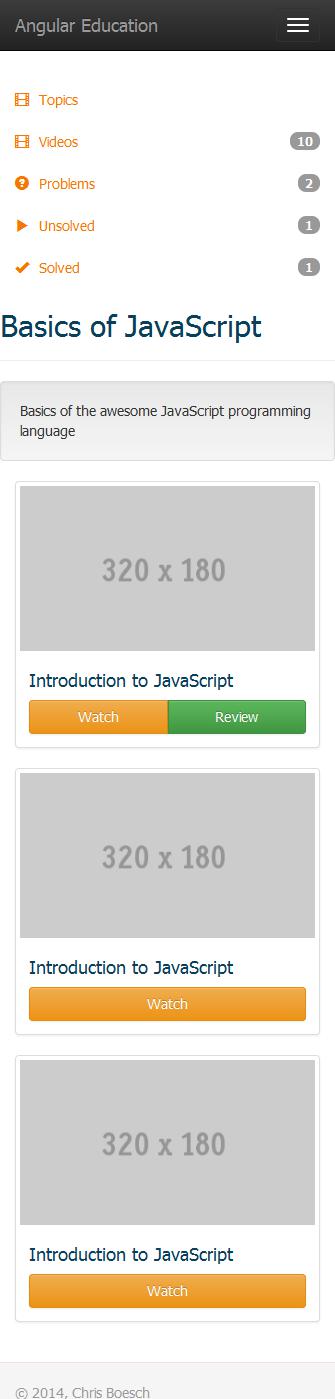 Angular Education
Topics
Videos 10
Problems 2
Unsolved 1
Solved 1
Basics of JavaScript
Basics of the awesome JavaScript programming
language
320 x 180
Introduction to JavaScript
Watch Review
320 x 180
Introduction to JavaScript
Watch
320 x 180
Introduction to JavaScript
Watch
© 2014, Chris Boesch